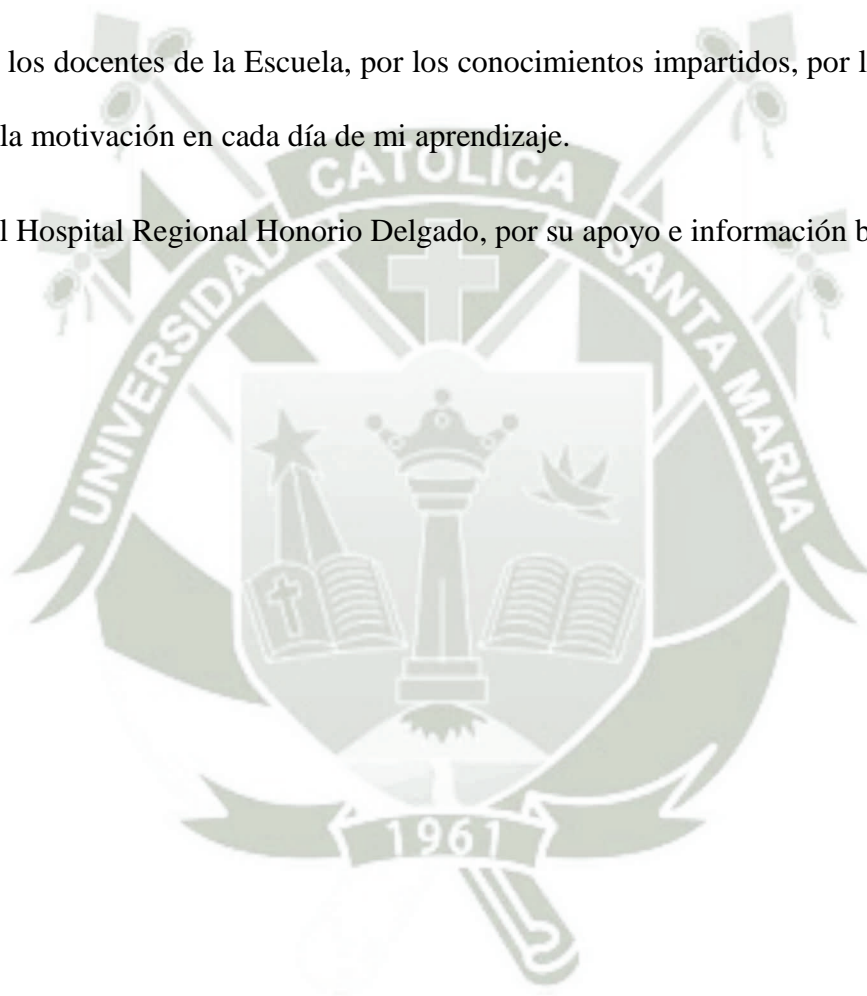 los docentes de la Escuela, por los conocimientos impartidos, por l
la motivación en cada día de mi aprendizaje.
l Hospital Regional Honorio Delgado, por su apoyo e información b
UNIVERSIDAD CATOLICA SANTA MARIA
1961